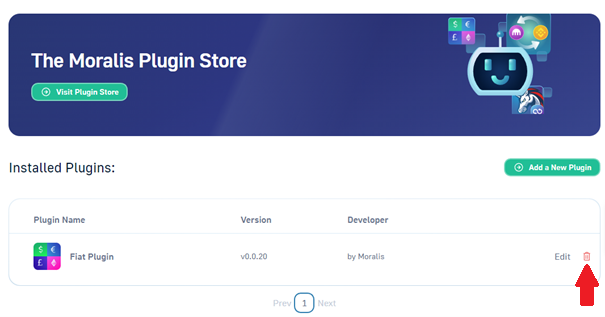 The Moralis Plugin Store
Visit Plugin Store
Installed Plugins:
Add a New Plugin
Plugin Name Version Developer
Fiat Plugin v0.0.20 by Moralis Edit
Prev 1 Next